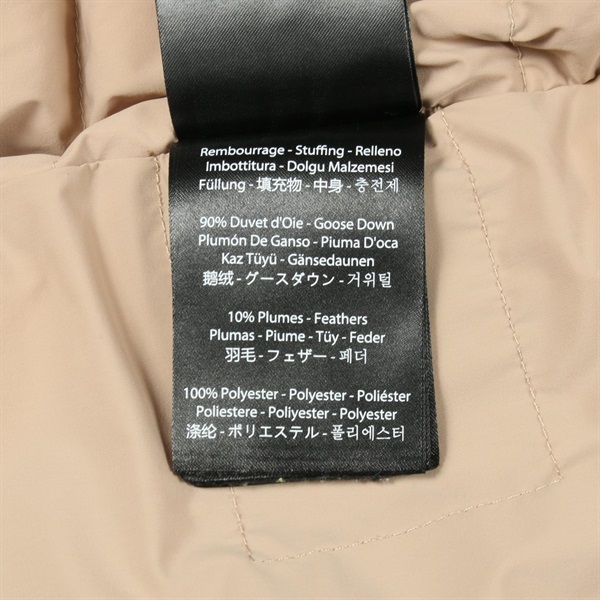 Rembourrage - Stuffing - Relleno
Imbottitura - Dolgu Malzemesi
Füllung - 填充物 - 中身 - 충전제
90% Duvet d'Oie - Goose Down
Plumón De Ganso - Piuma D'oca
Kaz Tüyü - Gänsedaunen
鹅绒 - グースダウン - 거위털
10% Plumes - Feathers
Plumas - Piume - Tüy - Feder
羽毛 - フェザー - 페더
100% Polyester - Polyester - Poliéster
Poliestere - Poliyester - Polyester
涤纶 - ポリエステル - 폴리에스터